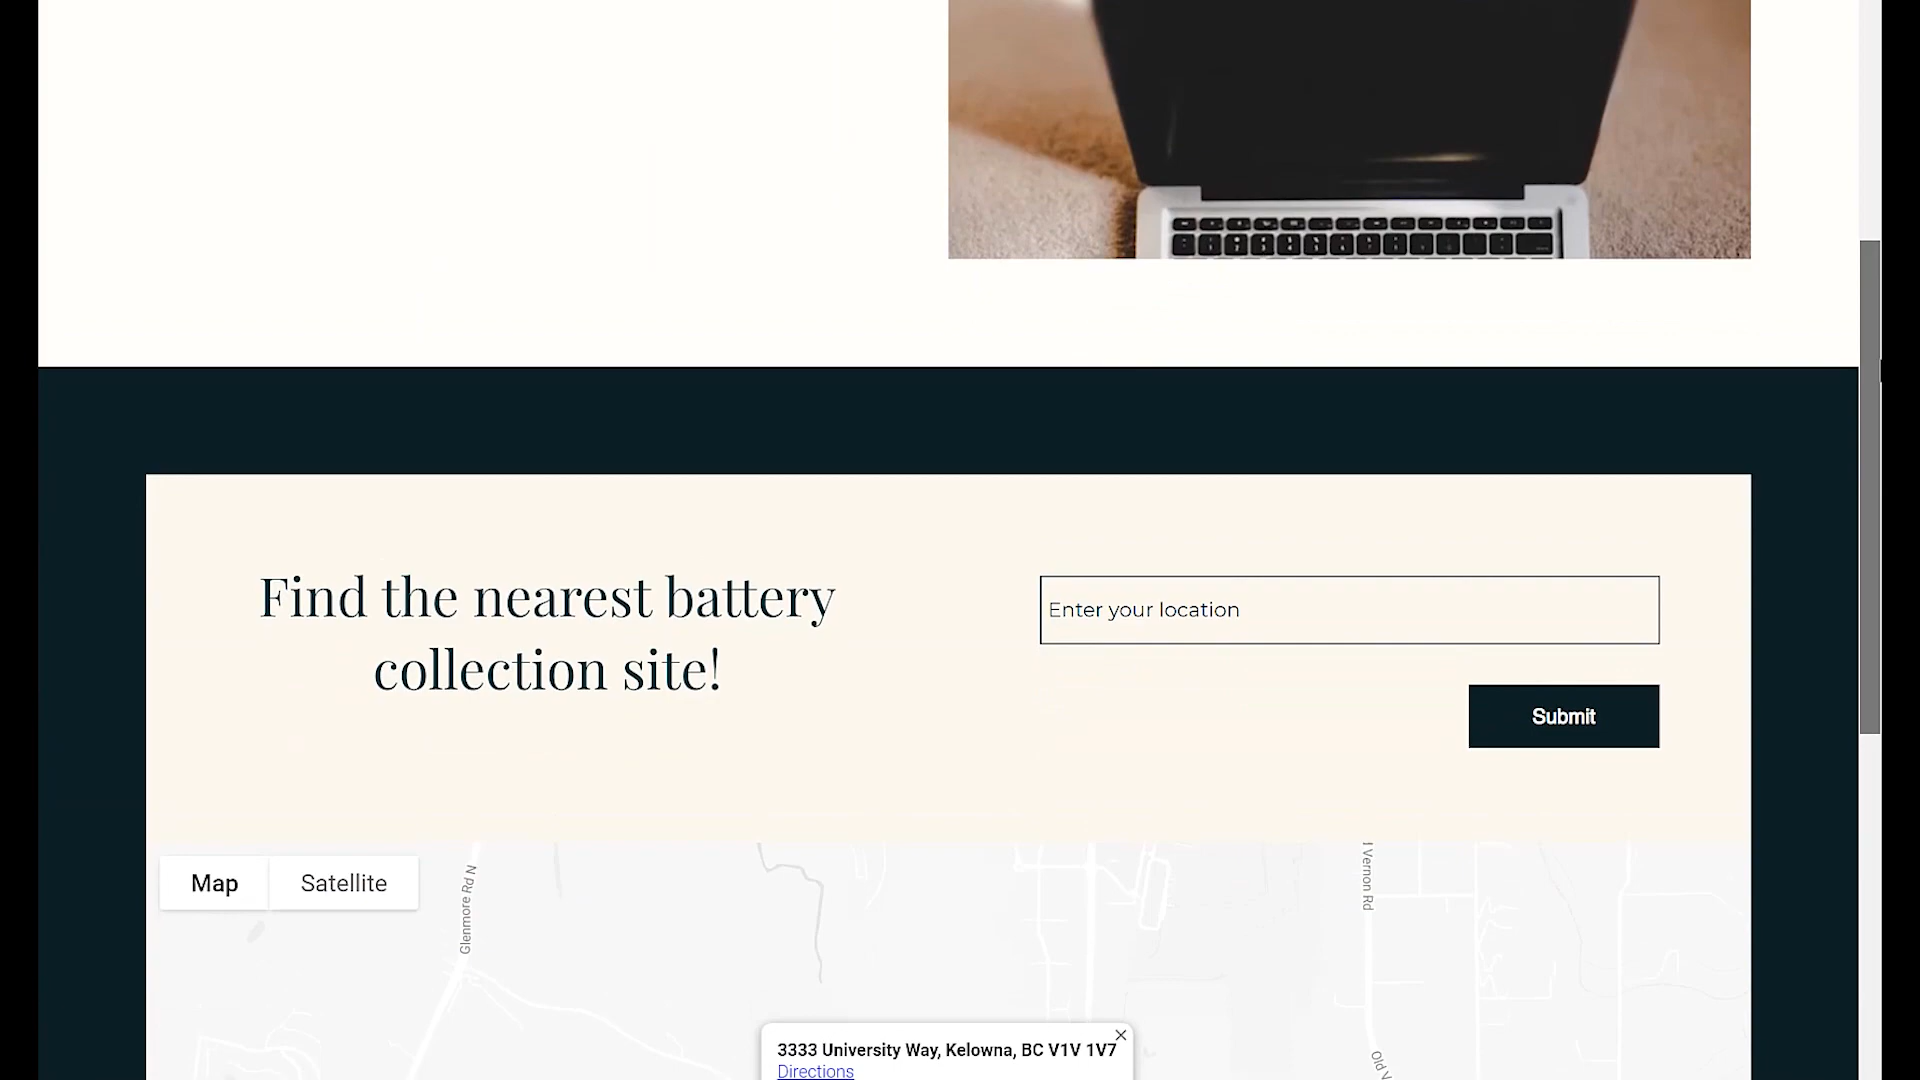 Find the nearest battery
collection site!
Enter your location
Submit
Map
Satellite
Glenmore Rd N
Vernon Rd
3333 University Way, Kelowna, BC V1V 1V7
Directions
Old V